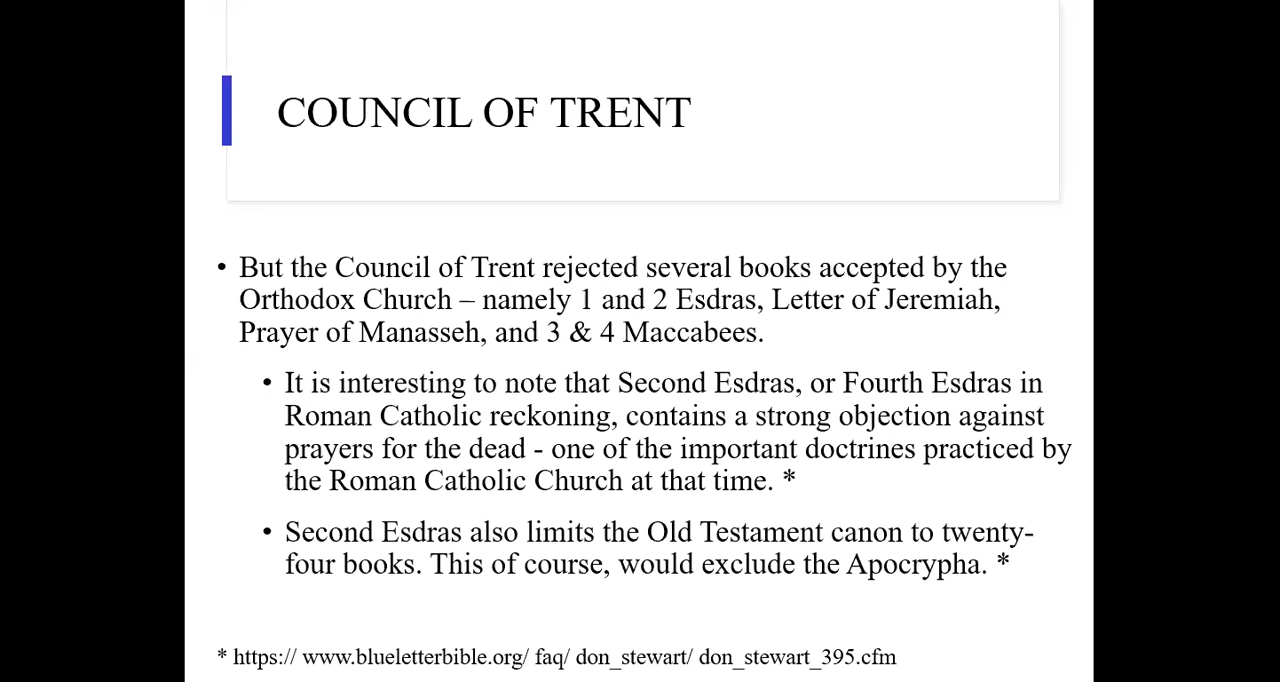 COUNCIL OF TRENT
• But the Council of Trent rejected several books accepted by the
Orthodox Church – namely 1 and 2 Esdras, Letter of Jeremiah,
Prayer of Manasseh, and 3 & 4 Maccabees.
• It is interesting to note that Second Esdras, or Fourth Esdras in
Roman Catholic reckoning, contains a strong objection against
prayers for the dead - one of the important doctrines practiced by
the Roman Catholic Church at that time. *
• Second Esdras also limits the Old Testament canon to twenty-
four books. This of course, would exclude the Apocrypha. *
* https:// www.blueletterbible.org/ faq/ don_stewart/ don_stewart_395.cfm